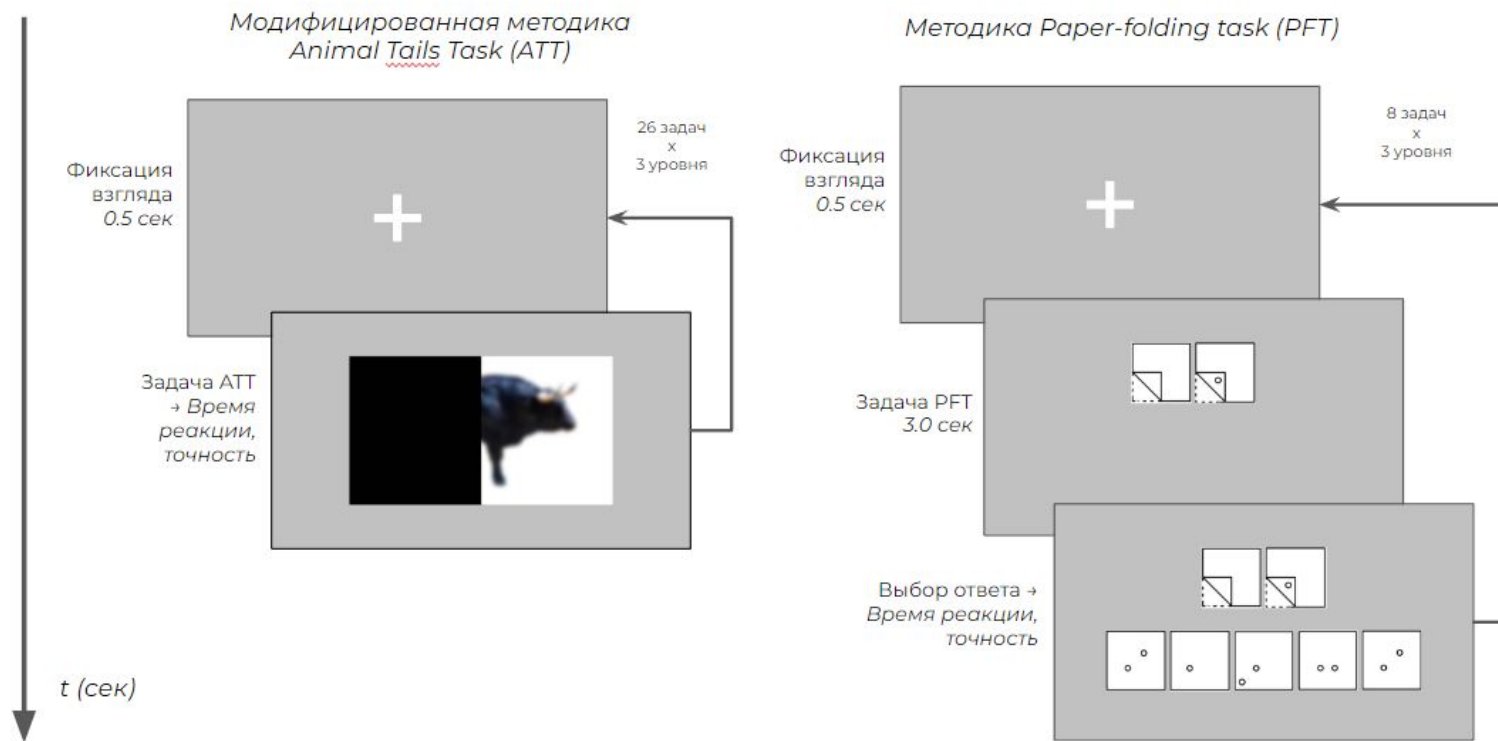 Модифицированная методика
Animal Tails Task (ATT)
26 задач
x
3 уровня
Фиксация
взгляда
0.5 сек
Задача ATT
→ Время
реакции,
точность
t (сек)
Методика Paper-folding task (PFT)
8 задач
x
3 уровня
Фиксация
взгляда
0.5 сек
Задача PFT
3.0 сек
Выбор ответа →
Время реакции,
точность